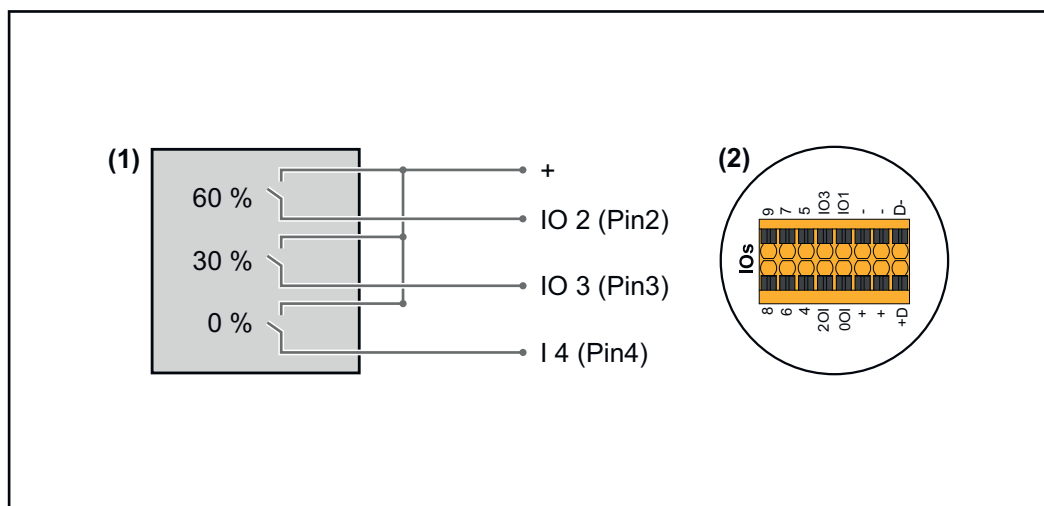 (1)
60 %
30 %
0 %
+
IO 2 (Pin2)
IO 3 (Pin3)
I 4 (Pin4)
(2)
IOs
9
7
5
IO3
IO1
-
-
D-
8
6
4
2OI
0OI
+
+
+D